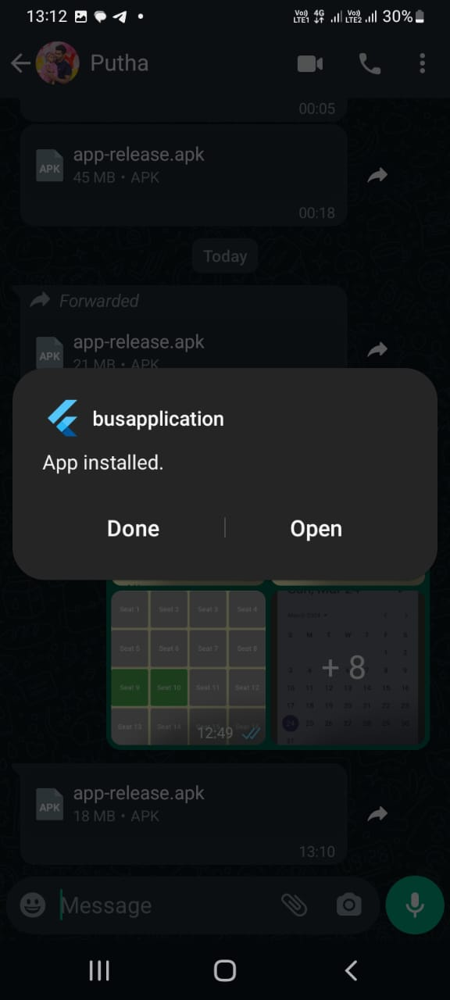 13:12 Vo) LTE1 4G Vo) LTE2 30%
Putha
00:05
app-release.apk
APK
45 MB • APK
00:18
Today
Forwarded
app-release.apk
APK
21 MB • APK
busapplication
App installed.
Done Open
Sun, Mar 24
Seat 1 Seat 2 Seat 3 Seat 4
March 2024
S M T W T F S
Seat 5 Seat 6 Seat 7 Seat 8
1 2
+ 8
3 4 9
Seat 9 Seat 10 Seat 11 Seat 12
10 11 12 13 14 15 16
17 18 19 20 21 22 23
Seat 13 Seat 14
24 25 26 27 28 29 30
12:49
31
app-release.apk
APK
18 MB • APK
13:10
Message